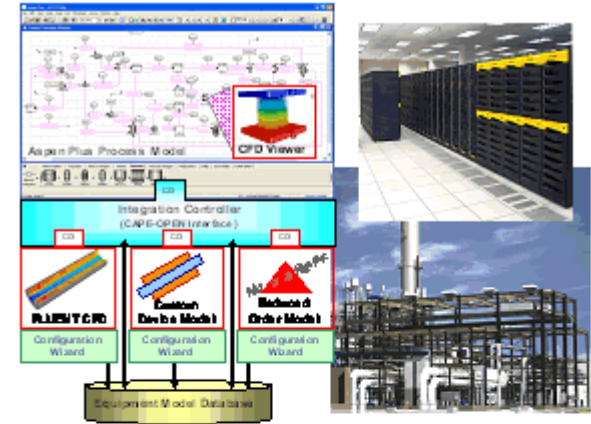 Aspen Plus Process Model
CFD Viewer
CO
Integration Controller
(CAPE-OPEN Interface)
CO
CO
CO
FLUENT CFD
Custom
Device Model
Reduced
Order Model
Configuration
Wizard
Configuration
Wizard
Configuration
Wizard
Equipment Model Database